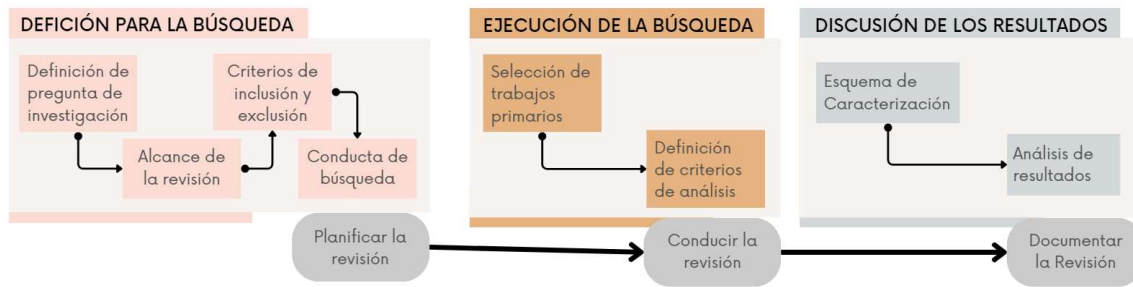 DEFICIÓN PARA LA BÚSQUEDA
Definición de
pregunta de
investigación
Alcance de
la revisión
Criterios de
inclusión y
exclusión
Conducta de
búsqueda
Planificar la
revisión
EJECUCIÓN DE LA BÚSQUEDA
Selección de
trabajos
primarios
Definición
de criterios
de análisis
Conducir la
revisión
DISCUSIÓN DE LOS RESULTADOS
Esquema de
Caracterización
Análisis de
resultados
Documentar
la Revisión